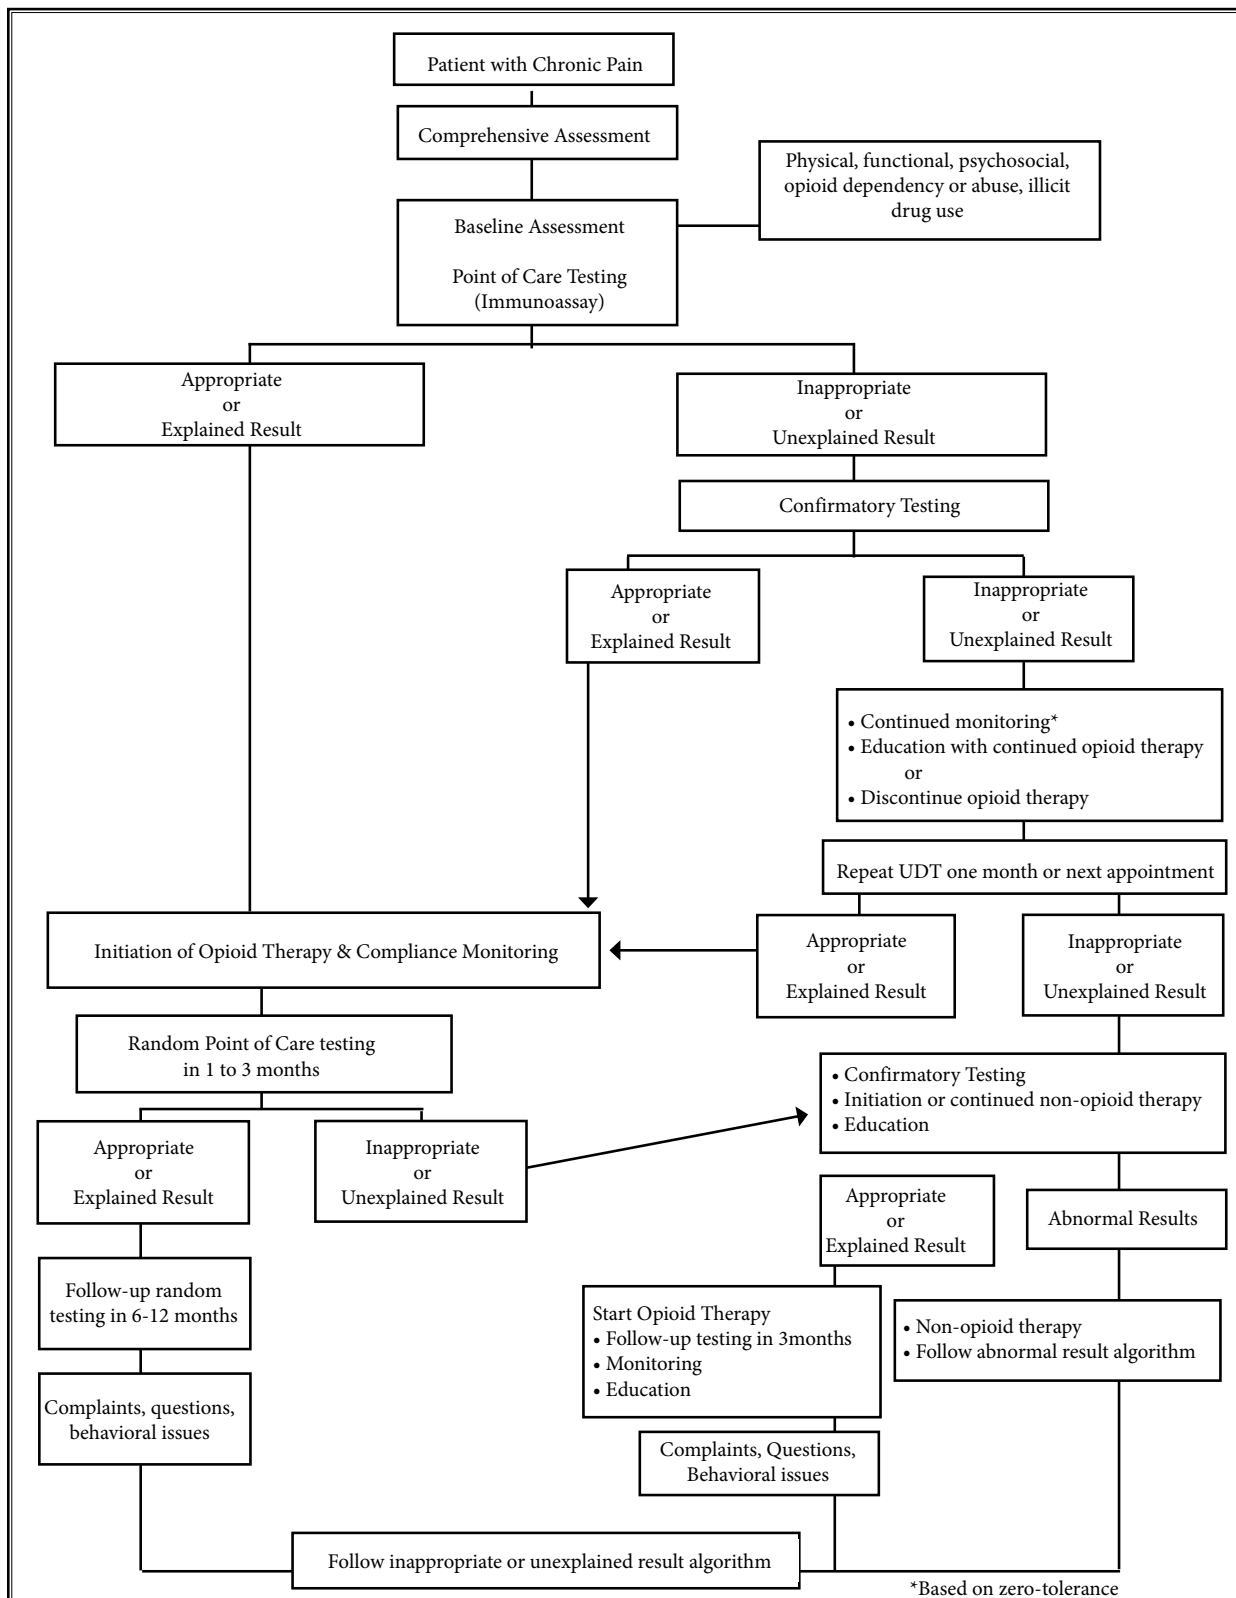 Patient with Chronic Pain
Comprehensive Assessment
Physical, functional, psychosocial,
opioid dependency or abuse, illicit
drug use
Baseline Assessment
Point of Care Testing
(Immunoassay)
Appropriate
or
Explained Result
Inappropriate
or
Unexplained Result
Confirmatory Testing
Appropriate
or
Explained Result
Inappropriate
or
Unexplained Result
• Continued monitoring*
• Education with continued opioid therapy
or
• Discontinue opioid therapy
Repeat UDT one month or next appointment
Initiation of Opioid Therapy & Compliance Monitoring
Appropriate
or
Explained Result
Inappropriate
or
Unexplained Result
Random Point of Care testing
in 1 to 3 months
• Confirmatory Testing
• Initiation or continued non-opioid therapy
• Education
Appropriate
or
Explained Result
Inappropriate
or
Unexplained Result
Appropriate
or
Explained Result
Abnormal Results
Follow-up random
testing in 6-12 months
Start Opioid Therapy
• Follow-up testing in 3months
• Monitoring
• Education
• Non-opioid therapy
• Follow abnormal result algorithm
Complaints, questions,
behavioral issues
Complaints, Questions,
Behavioral issues
Follow inappropriate or unexplained result algorithm
*Based on zero-tolerance